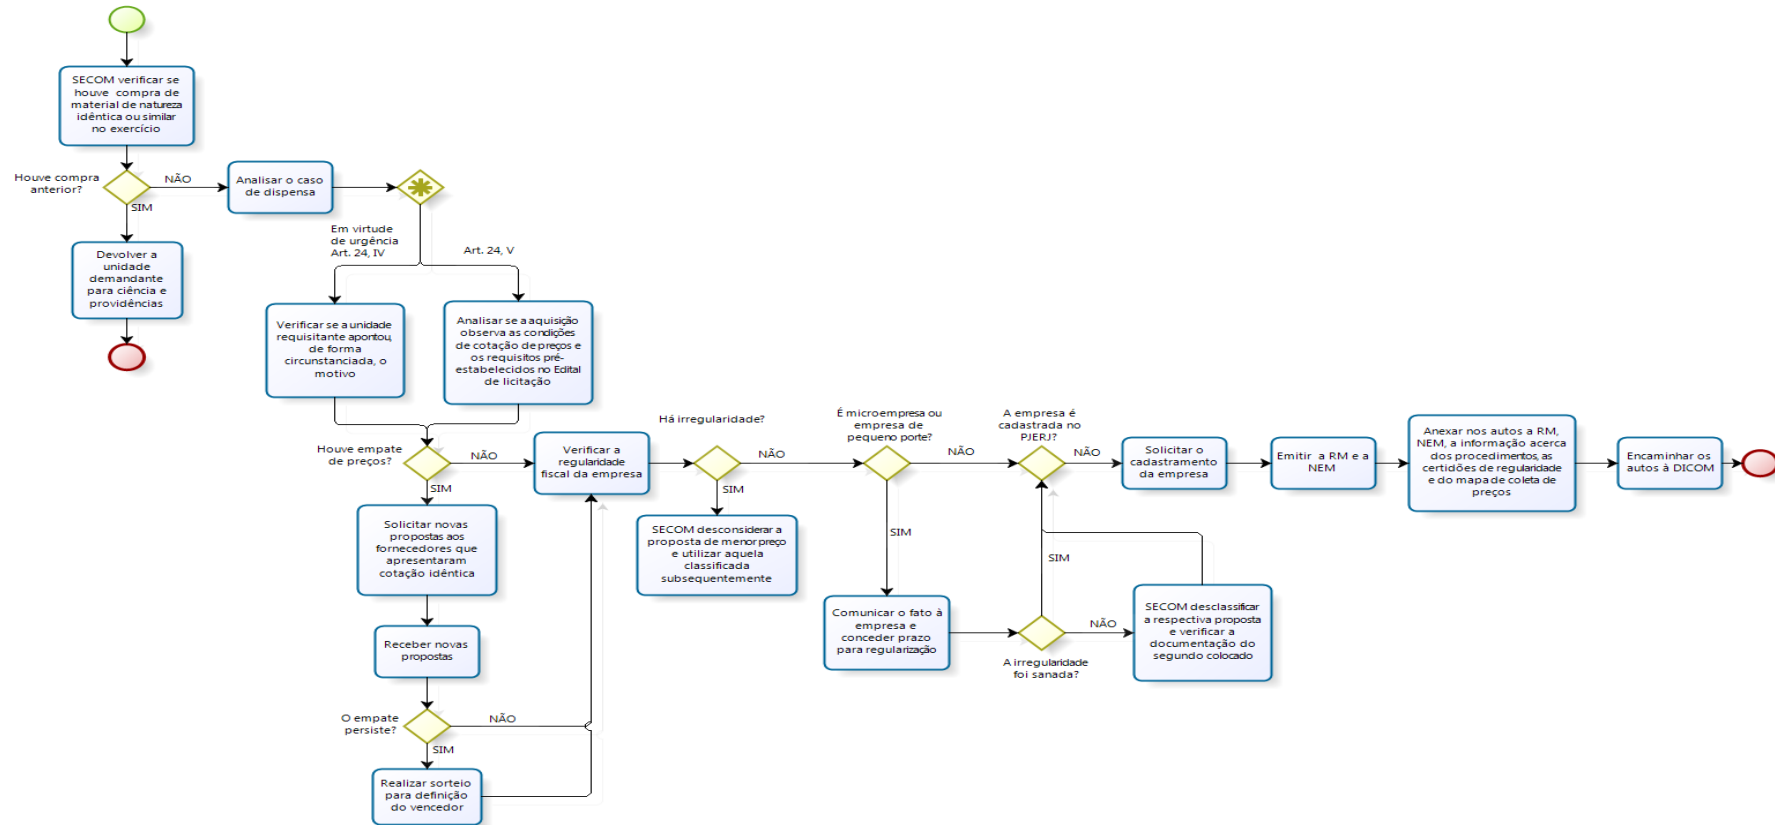 SECOM verificar se
houve compra de
material de natureza
idêntica ou similar
no exercício
Houve compra
anterior?
NÃO
SIM
Analisar o caso
de dispensa
Devolver a
unidade
demandante
para ciência e
providências
Em virtude
de urgência
Art. 24, IV
Art. 24, V
Verificar se a unidade
requisitante apontou,
de forma
circunstanciada, o
motivo
Analisar se a aquisição
observa as condições
de cotação de preços e
os requisitos pré-
estabelecidos no Edital
de licitação
Houve empate
de preços?
NÃO
SIM
Verificar a
regularidade
fiscal da empresa
Solicitar novas
propostas aos
fornecedores que
apresentaram
cotação idêntica
Receber novas
propostas
O empate
persiste?
NÃO
SIM
Realizar sorteio
para definição
do vencedor
Há irregularidade?
NÃO
SIM
SECOM desconsiderar a
proposta de menor preço
e utilizar aquela
classificada
subsequentemente
É microempresa ou
empresa de
pequeno porte?
NÃO
SIM
Comunicar o fato à
empresa e
conceder prazo
para regularização
A irregularidade
foi sanada?
SIM
NÃO
SECOM desclassificar
a respectiva proposta
e verificar a
documentação do
segundo colocado
A empresa é
cadastrada no
PJERJ?
NÃO
Solicitar o
cadastramento
da empresa
Emitir a RM e a
NEM
Anexar nos autos a RM,
NEM, a informação acerca
dos procedimentos, as
certidões de regularidade
e do mapa de coleta de
preços
Encaminhar os
autos à DICOM